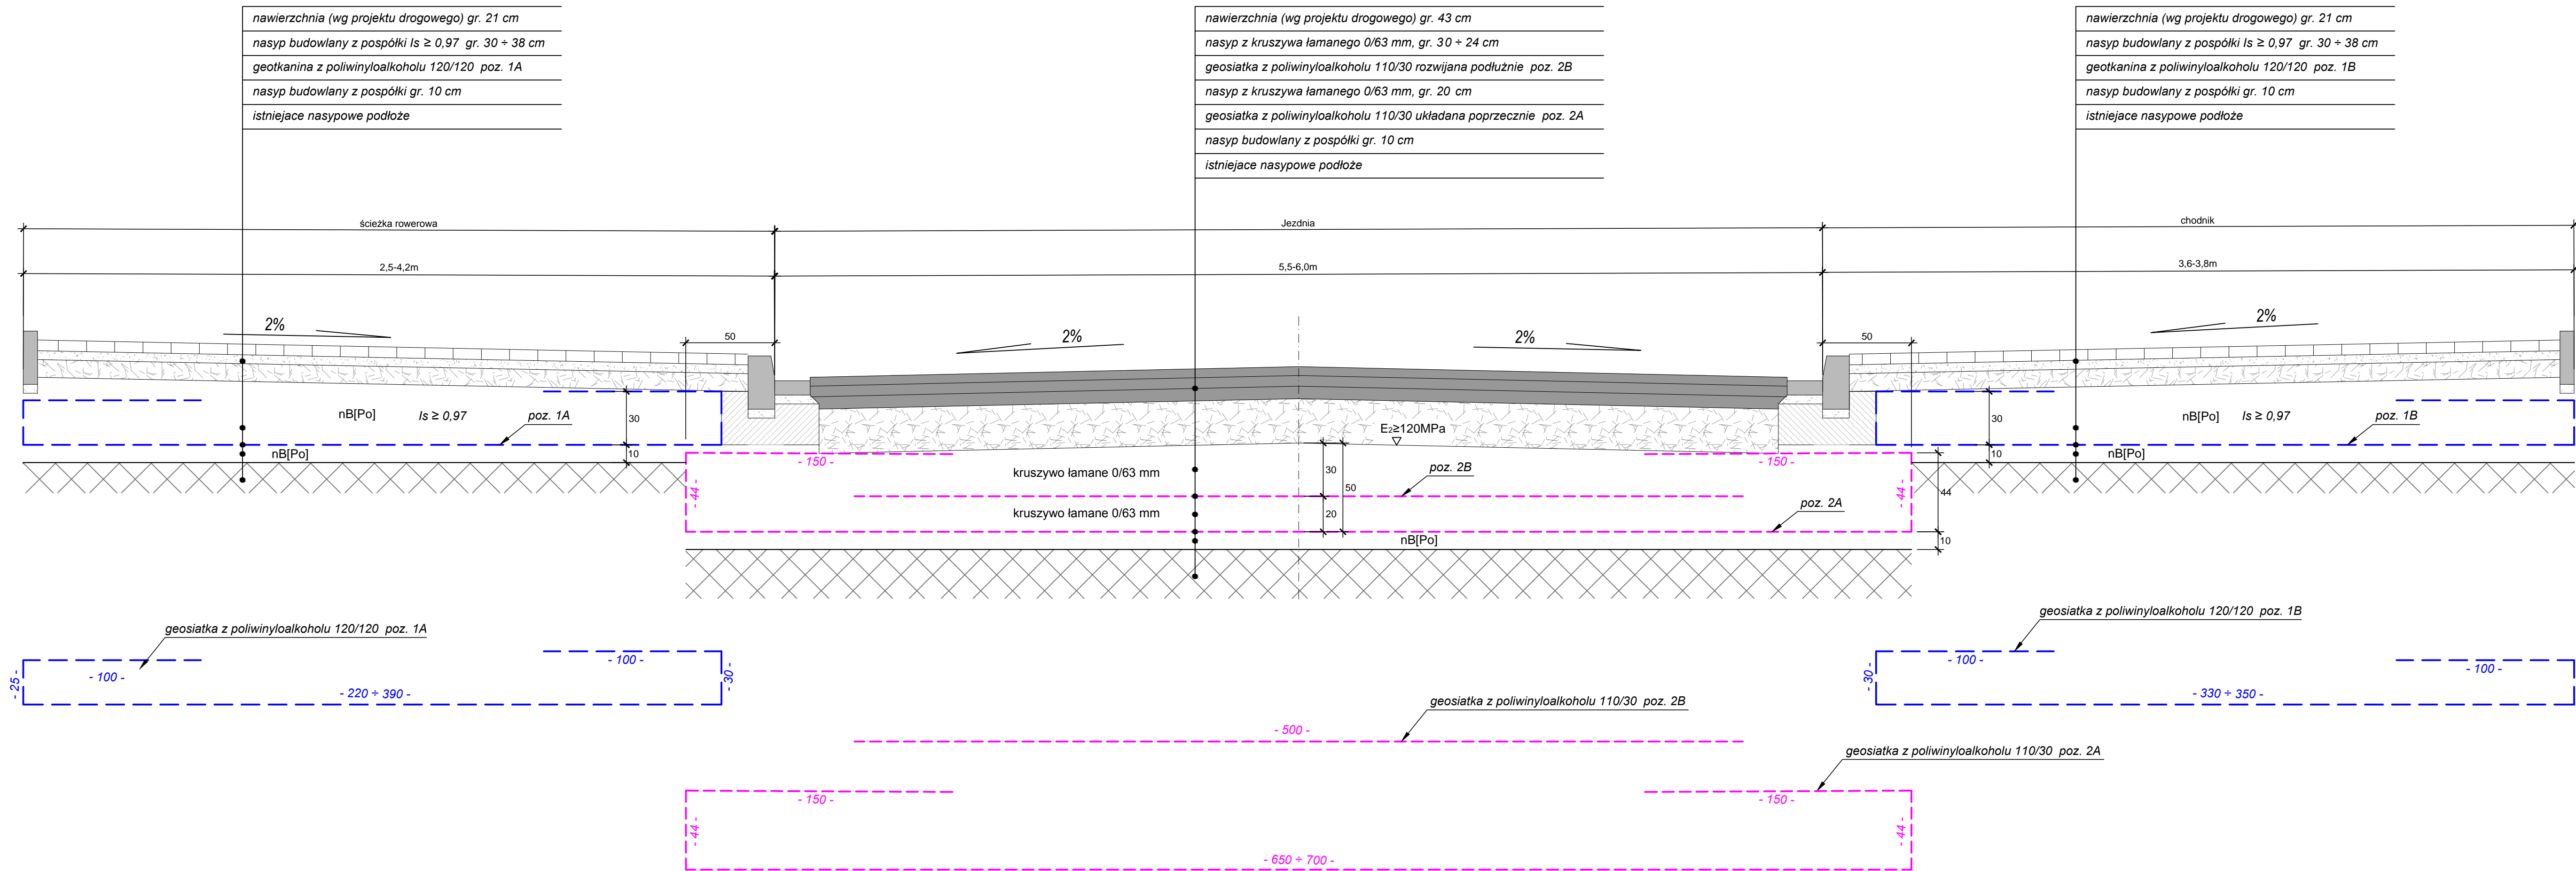 nawierzchnia (wg projektu drogowego) gr. 21 cm
nasyp budowlany z pospółki Is ≥ 0,97 gr. 30 ÷ 38 cm
geotkanina z poliwinyloalkoholu 120/120 poz. 1A
nasyp budowlany z pospółki gr. 10 cm
istniejace nasypowe podłoże
nawierzchnia (wg projektu drogowego) gr. 43 cm
nasyp z kruszywa łamanego 0/63 mm, gr. 30 ÷ 24 cm
geosiatka z poliwinyloalkoholu 110/30 rozwijana podłużnie poz. 2B
nasyp z kruszywa łamanego 0/63 mm, gr. 20 cm
geosiatka z poliwinyloalkoholu 110/30 układana poprzecznie poz. 2A
nasyp budowlany z pospółki gr. 10 cm
istniejace nasypowe podłoże
nawierzchnia (wg projektu drogowego) gr. 21 cm
nasyp budowlany z pospółki Is ≥ 0,97 gr. 30 ÷ 38 cm
geotkanina z poliwinyloalkoholu 120/120 poz. 1B
nasyp budowlany z pospółki gr. 10 cm
istniejace nasypowe podłoże
ścieżka rowerowa
Jezdnia
chodnik
2,5-4,2m
5,5-6,0m
3,6-3,8m
2%
50
2%
2%
50
2%
nB[Po] Is ≥ 0,97 poz. 1A
30
nB[Po]
10
E2≥120MPa
nB[Po] Is ≥ 0,97 poz. 1B
30
nB[Po]
10
- 150 -
- 150 -
- 44 -
kruszywo łamane 0/63 mm
30
50
poz. 2B
- 44 -
44
kruszywo łamane 0/63 mm
20
poz. 2A
nB[Po]
10
geosiatka z poliwinyloalkoholu 120/120 poz. 1A
- 25 -
- 100 -
- 100 -
- 30 -
- 220 ÷ 390 -
geosiatka z poliwinyloalkoholu 120/120 poz. 1B
- 30 -
- 100 -
- 100 -
- 330 ÷ 350 -
geosiatka z poliwinyloalkoholu 110/30 poz. 2B
- 500 -
geosiatka z poliwinyloalkoholu 110/30 poz. 2A
- 150 -
- 150 -
- 44 -
- 44 -
- 650 ÷ 700 -